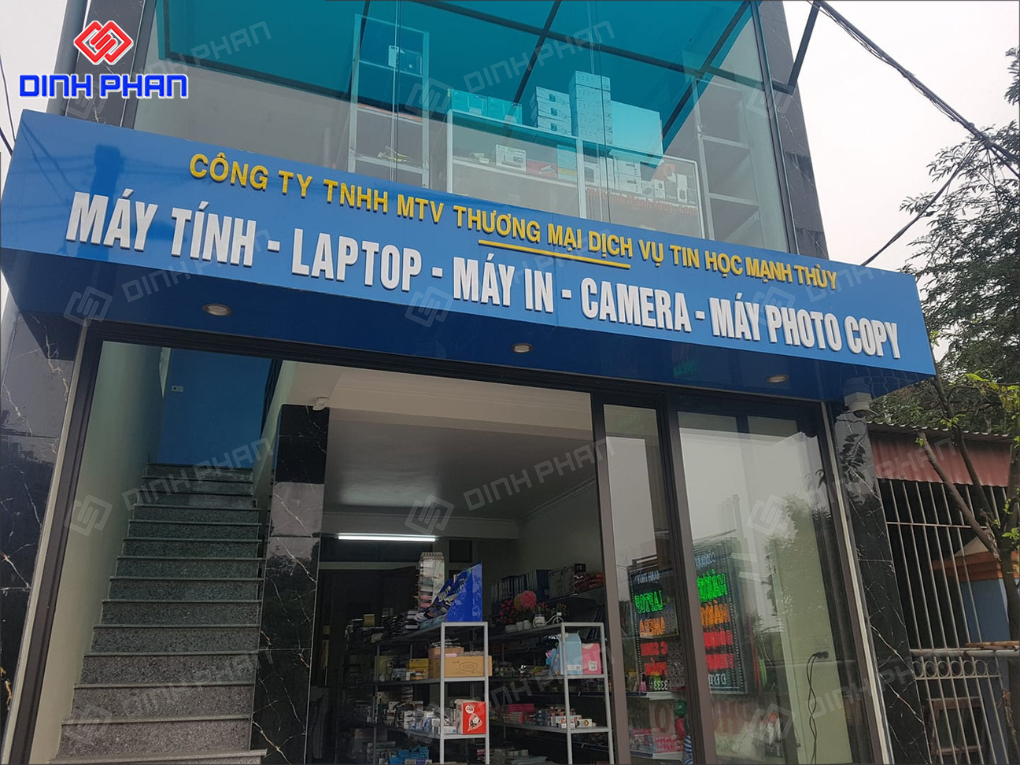 DINH PHAN
CÔNG TY TNHH MTV THƯƠNG MẠI DỊCH VỤ TIN HỌC MẠNH THÙY
MÁY TÍNH - LAPTOP - MÁY IN - CAMERA - MÁY PHOTO COPY